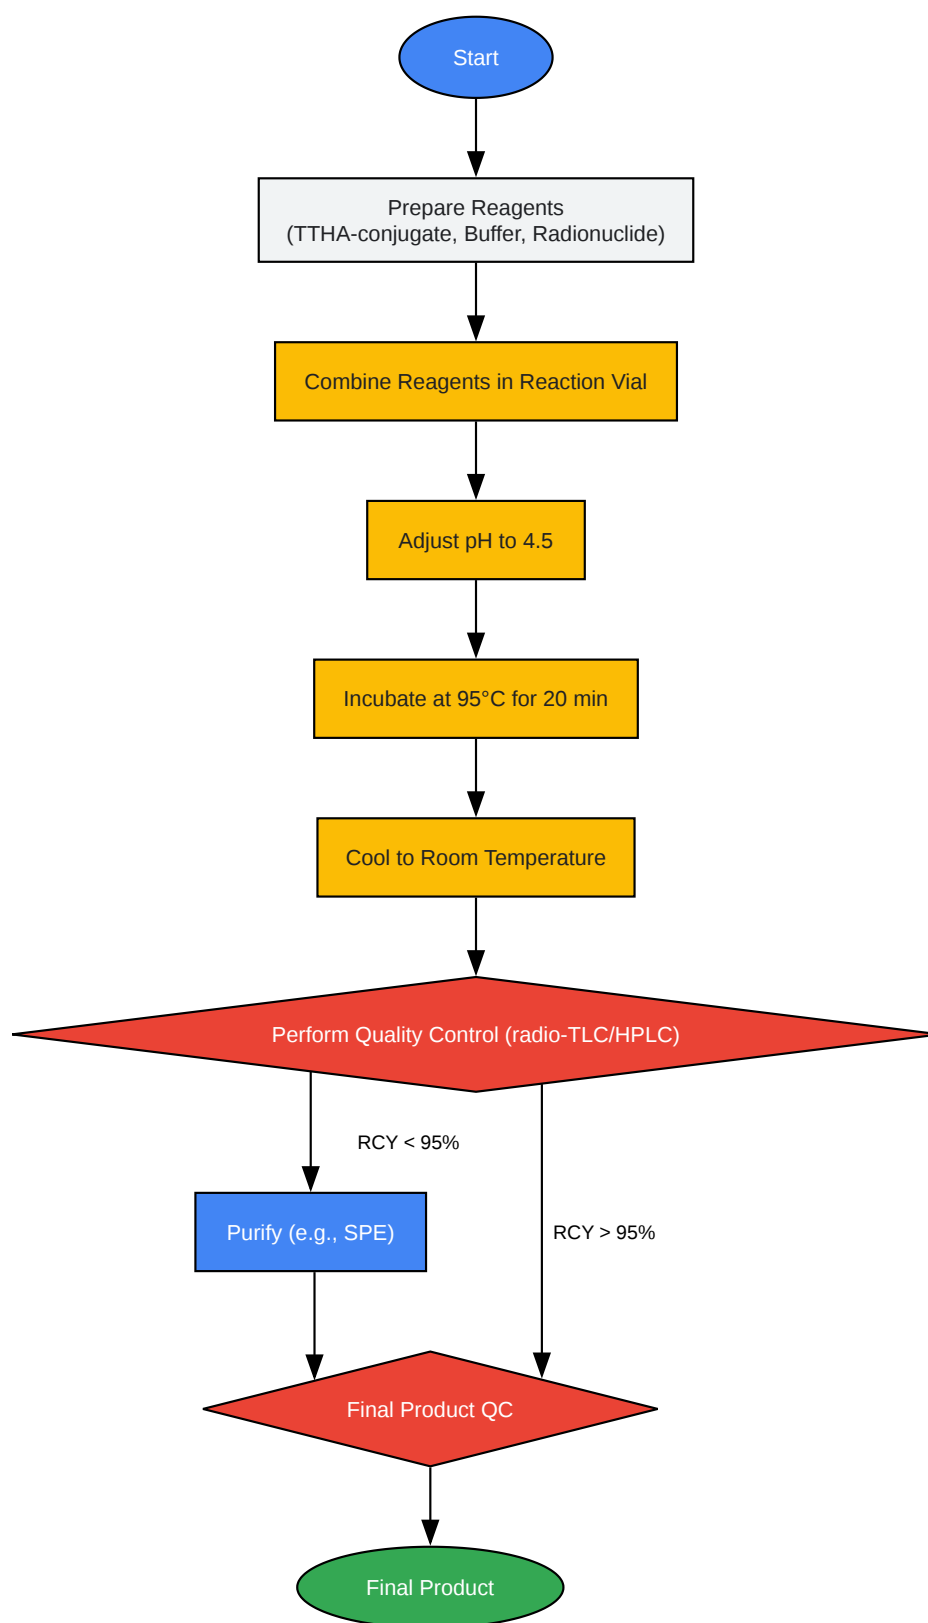 Start
Prepare Reagents
(TTHA-conjugate, Buffer, Radionuclide)
Combine Reagents in Reaction Vial
Adjust pH to 4.5
Incubate at 95°C for 20 min
Cool to Room Temperature
Perform Quality Control (radio-TLC/HPLC)
RCY < 95%
Purify (e.g., SPE)
RCY > 95%
Final Product QC
Final Product